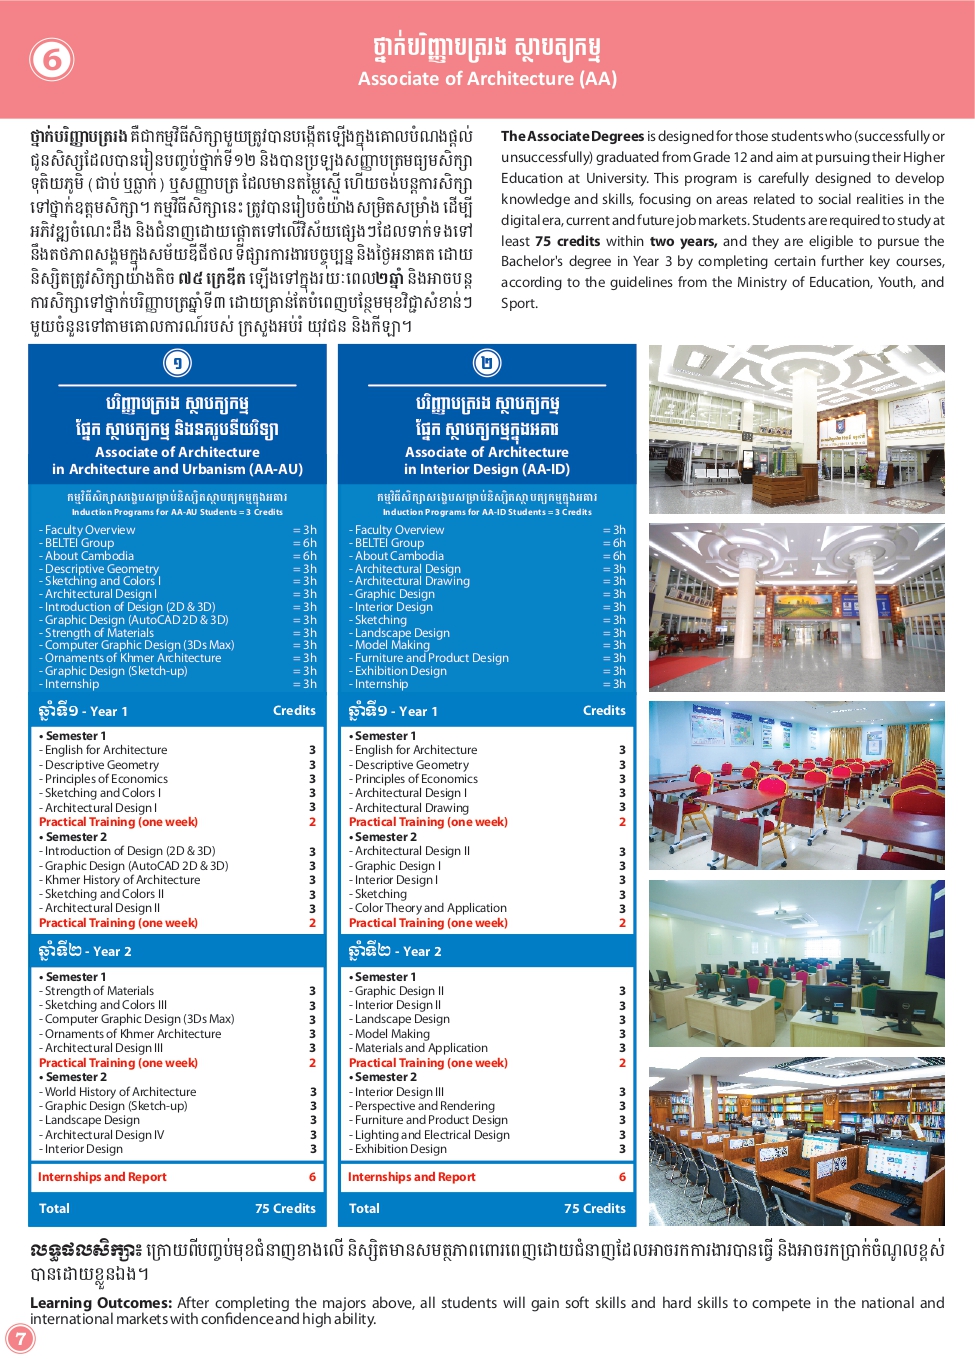 6
ថ្នាក់បរិញ្ញាបត្ររង ស្ថាបត្យកម្ម
Associate of Architecture (AA)
ថ្នាក់បរិញ្ញាបត្ររង គឺជាកម្មវិធីសិក្សាមួយត្រូវបានបង្កើតឡើងក្នុងគោលបំណងផ្តល់
ជូនសិស្សដែលបានរៀនបញ្ចប់ថ្នាក់ទី១២ និងបានប្រឡងសញ្ញាបត្រមធ្យមសិក្សា
ទុតិយភូមិ (ជាប់ ឬធ្លាក់) ឬសញ្ញាបត្រ ដែលមានតម្លៃស្មើ ហើយចង់បន្តការសិក្សា
ទៅថ្នាក់ឧត្តមសិក្សា។ កម្មវិធីសិក្សានេះ ត្រូវបានរៀបចំយ៉ាងសម្រិតសម្រាំង ដើម្បី
អភិវឌ្ឍចំណេះដឹង និងជំនាញដោយផ្តោតទៅលើវិស័យផ្សេងៗដែលទាក់ទងទៅ
នឹងតថភាពសង្គមក្នុងសម័យឌីជីថល ទីផ្សារការងារបច្ចុប្បន្ន និងថ្ងៃអនាគត ដោយ
និស្សិតត្រូវសិក្សាយ៉ាងតិច ៧៥ ក្រេឌីត ឡើងទៅក្នុងរយៈពេល២ឆ្នាំ និងអាចបន្ត
ការសិក្សាទៅថ្នាក់បរិញ្ញាបត្រឆ្នាំទី៣ ដោយគ្រាន់តែបំពេញបន្ថែមមុខវិជ្ជាសំខាន់ៗ
មួយចំនួនទៅតាមគោលការណ៍របស់ ក្រសួងអប់រំ យុវជន និងកីឡា។
The Associate Degrees is designed for those students who (successfully or
unsuccessfully) graduated from Grade 12 and aim at pursuing their Higher
Education at University. This program is carefully designed to develop
knowledge and skills, focusing on areas related to social realities in the
digital era, current and future job markets. Students are required to study at
least 75 credits within two years, and they are eligible to pursue the
Bachelor's degree in Year 3 by completing certain further key courses,
according to the guidelines from the Ministry of Education, Youth, and
Sport.
១
បរិញ្ញាបត្ររង ស្ថាបត្យកម្ម
ផ្នែក ស្ថាបត្យកម្ម និងនគរូបនីយវិទ្យា
Associate of Architecture
in Architecture and Urbanism (AA-AU)
កម្មវិធីសិក្សាសង្ខេបសម្រាប់និស្សិតស្ថាបត្យកម្មក្នុងអគារ
Induction Programs for AA-AU Students = 3 Credits
- Faculty Overview = 3h
- BELTEI Group = 6h
- About Cambodia = 6h
- Descriptive Geometry = 3h
- Sketching and Colors I = 3h
- Architectural Design I = 3h
- Introduction of Design (2D & 3D) = 3h
- Graphic Design (AutoCAD 2D & 3D) = 3h
- Strength of Materials = 3h
- Computer Graphic Design (3Ds Max) = 3h
- Ornaments of Khmer Architecture = 3h
- Graphic Design (Sketch-up) = 3h
- Internship = 3h
ឆ្នាំទី១ - Year 1 Credits
• Semester 1
- English for Architecture 3
- Descriptive Geometry 3
- Principles of Economics 3
- Sketching and Colors I 3
- Architectural Design I 3
Practical Training (one week) 2
• Semester 2
- Introduction of Design (2D & 3D) 3
- Graphic Design (AutoCAD 2D & 3D) 3
- Khmer History of Architecture 3
- Sketching and Colors II 3
- Architectural Design II 3
Practical Training (one week) 2
ឆ្នាំទី២ - Year 2
• Semester 1
- Strength of Materials 3
- Sketching and Colors III 3
- Computer Graphic Design (3Ds Max) 3
- Ornaments of Khmer Architecture 3
- Architectural Design III 3
Practical Training (one week) 2
• Semester 2
- World History of Architecture 3
- Graphic Design (Sketch-up) 3
- Landscape Design 3
- Architectural Design IV 3
- Interior Design 3
Internships and Report 6
Total 75 Credits
២
បរិញ្ញាបត្ររង ស្ថាបត្យកម្ម
ផ្នែក ស្ថាបត្យកម្មក្នុងអគារ
Associate of Architecture
in Interior Design (AA-ID)
កម្មវិធីសិក្សាសង្ខេបសម្រាប់និស្សិតស្ថាបត្យកម្មក្នុងអគារ
Induction Programs for AA-ID Students = 3 Credits
- Faculty Overview = 3h
- BELTEI Group = 6h
- About Cambodia = 6h
- Architectural Design = 3h
- Architectural Drawing = 3h
- Graphic Design = 3h
- Interior Design = 3h
- Sketching = 3h
- Landscape Design = 3h
- Model Making = 3h
- Furniture and Product Design = 3h
- Exhibition Design = 3h
- Internship = 3h
ឆ្នាំទី១ - Year 1 Credits
• Semester 1
- English for Architecture 3
- Descriptive Geometry 3
- Principles of Economics 3
- Architectural Design I 3
- Architectural Drawing 3
Practical Training (one week) 2
• Semester 2
- Architectural Design II 3
- Graphic Design I 3
- Interior Design I 3
- Sketching 3
- Color Theory and Application 3
Practical Training (one week) 2
ឆ្នាំទី២ - Year 2
• Semester 1
- Graphic Design II 3
- Interior Design II 3
- Landscape Design 3
- Model Making 3
- Materials and Application 3
Practical Training (one week) 2
• Semester 2
- Interior Design III 3
- Perspective and Rendering 3
- Furniture and Product Design 3
- Lighting and Electrical Design 3
- Exhibition Design 3
Internships and Report 6
Total 75 Credits
លទ្ធផលសិក្សា៖ ក្រោយពីបញ្ចប់មុខជំនាញខាងលើ និស្សិតមានសមត្ថភាពពោរពេញដោយជំនាញដែលអាចរកការងារបានធ្វើ និងអាចរកប្រាក់ចំណូលខ្ពស់
បានដោយខ្លួនឯង។
Learning Outcomes: After completing the majors above, all students will gain soft skills and hard skills to compete in the national and
international markets with confidence and high ability.
7